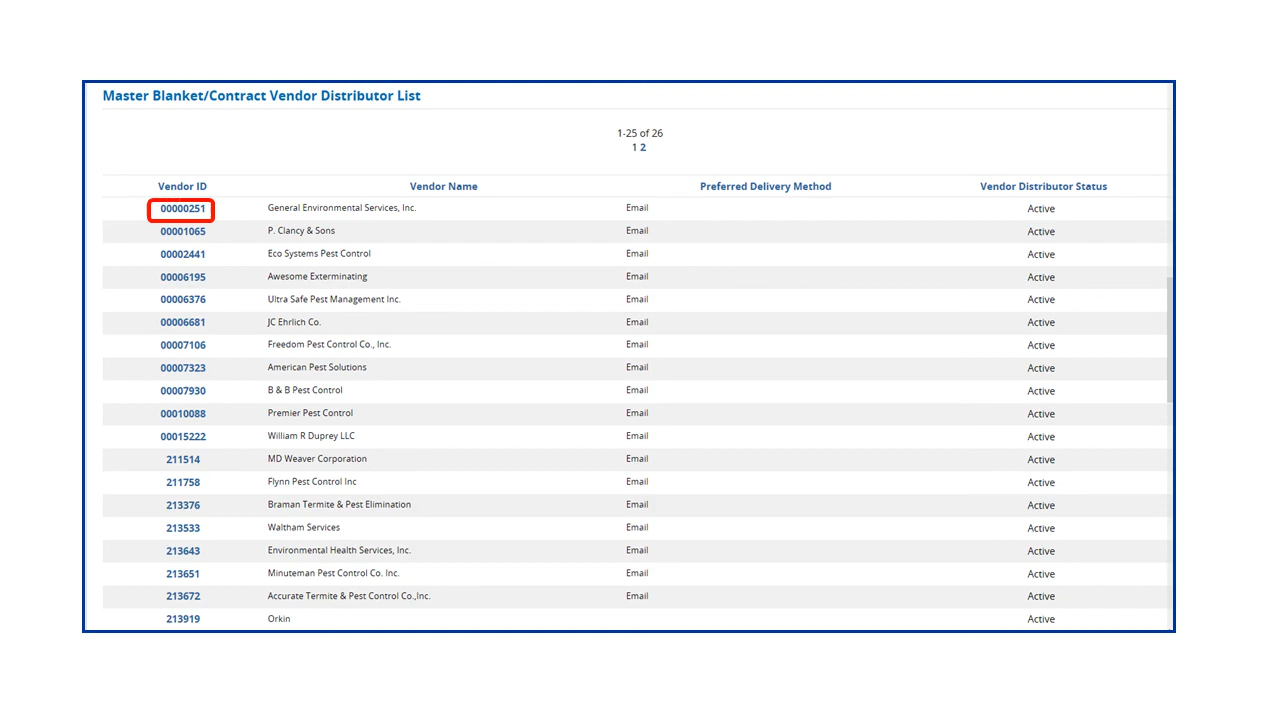 Master Blanket/Contract Vendor Distributor List
1-25 of 26
1 2
Vendor ID Vendor Name Preferred Delivery Method Vendor Distributor Status
00000251 General Environmental Services, Inc. Email Active
00001065 P. Clancy & Sons Email Active
00002441 Eco Systems Pest Control Email Active
00006195 Awesome Exterminating Email Active
00006376 Ultra Safe Pest Management Inc. Email Active
00006681 JC Ehrlich Co. Email Active
00007106 Freedom Pest Control Co., Inc. Email Active
00007323 American Pest Solutions Email Active
00007930 B & B Pest Control Email Active
00010088 Premier Pest Control Email Active
00015222 William R Duprey LLC Email Active
211514 MD Weaver Corporation Email Active
211758 Flynn Pest Control Inc Email Active
213376 Braman Termite & Pest Elimination Email Active
213533 Waltham Services Email Active
213643 Environmental Health Services, Inc. Email Active
213651 Minuteman Pest Control Co. Inc. Email Active
213672 Accurate Termite & Pest Control Co.,Inc. Email Active
213919 Orkin Active